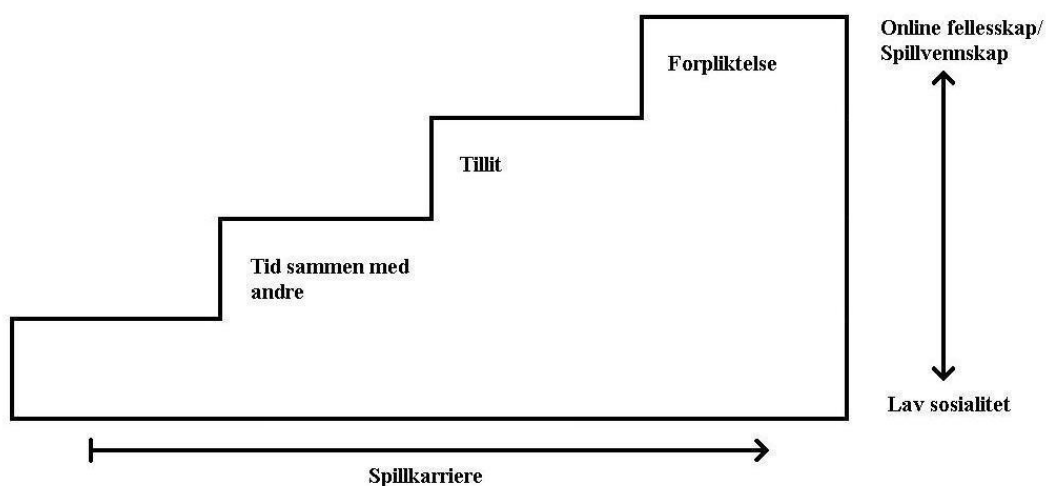 Online fellesskap/
Spillvennskap
Forpliktelse
Tillit
Tid sammen med
andre
Lav sosialitet
Spillkarriere